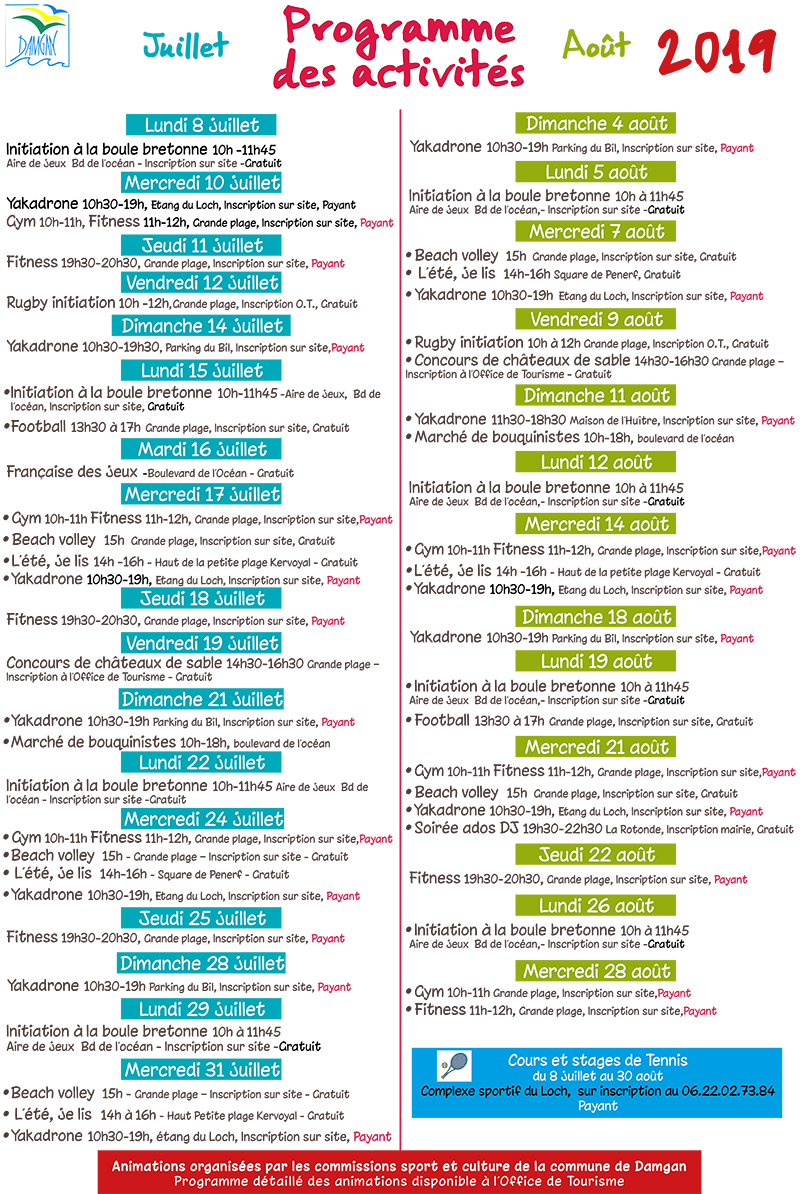 DAMGAN
Juillet
Programme
des activités
Août
2019
Lundi 8 Juillet
Initiation à la boule bretonne 10h -11h45
Aire de Jeux Bd de l'océan - Inscription sur site -Gratuit
Mercredi 10 Juillet
Yakadrone 10h30-19h, Etang du Loch, Inscription sur site, Payant
Gym 10h-11h, Fitness 11h-12h, Grande plage, Inscription sur site, Payant
Jeudi 11 Juillet
Fitness 19h30-20h30, Grande plage, Inscription sur site, Payant
Vendredi 12 Juillet
Rugby initiation 10h -12h,Grande plage, Inscription O.T., Gratuit
Dimanche 14 Juillet
Yakadrone 10h30-19h30, Parking du Bil, Inscription sur site,Payant
Lundi 15 Juillet
•Initiation à la boule bretonne 10h-11h45 -Aire de Jeux, Bd de
l'océan, Inscription sur site, Gratuit
•Football 13h30 à 17h Grande plage, Inscription sur site, Gratuit
Mardi 16 Juillet
Française des Jeux -Boulevard de l'Océan - Gratuit
Mercredi 17 Juillet
• Gym 10h-11h Fitness 11h-12h, Grande plage, Inscription sur site,Payant
• Beach volley 15h Grande plage, Inscription sur site, Gratuit
•L'été, je lis 14h -16h - Haut de la petite plage Kervoyal - Gratuit
•Yakadrone 10h30-19h, Etang du Loch, Inscription sur site, Payant
Jeudi 18 Juillet
Fitness 19h30-20h30, Grande plage, Inscription sur site, Payant
Vendredi 19 Juillet
Concours de châteaux de sable 14h30-16h30 Grande plage –
Inscription à l'Office de Tourisme - Gratuit
Dimanche 21 Juillet
•Yakadrone 10h30-19h Parking du Bil, Inscription sur site, Payant
•Marché de bouquinistes 10h-18h, boulevard de l'océan
Lundi 22 Juillet
Initiation à la boule bretonne 10h-11h45 Aire de Jeux Bd de
l'océan - Inscription sur site -Gratuit
Mercredi 24 Juillet
• Gym 10h-11h Fitness 11h-12h, Grande plage, Inscription sur site,Payant
•Beach volley 15h - Grande plage – Inscription sur site - Gratuit
• L'été, je lis 14h-16h - Square de Penerf - Gratuit
•Yakadrone 10h30-19h, Etang du Loch, Inscription sur site, Payant
Jeudi 25 Juillet
Fitness 19h30-20h30, Grande plage, Inscription sur site, Payant
Dimanche 28 Juillet
Yakadrone 10h30-19h Parking du Bil, Inscription sur site, Payant
Lundi 29 Juillet
Initiation à la boule bretonne 10h à 11h45
Aire de Jeux Bd de l'océan - Inscription sur site -Gratuit
Mercredi 31 Juillet
•Beach volley 15h - Grande plage – Inscription sur site - Gratuit
• L'été, je lis 14h à 16h - Haut Petite plage Kervoyal - Gratuit
•Yakadrone 10h30-19h, étang du Loch, Inscription sur site, Payant
Dimanche 4 août
Yakadrone 10h30-19h Parking du Bil, Inscription sur site, Payant
Lundi 5 août
Initiation à la boule bretonne 10h à 11h45
Aire de Jeux Bd de l'océan,- Inscription sur site -Gratuit
Mercredi 7 août
•Beach volley 15h Grande plage, Inscription sur site, Gratuit
• L'été, je lis 14h-16h Square de Penerf, Gratuit
•Yakadrone 10h30-19h Etang du Loch, Inscription sur site, Payant
Vendredi 9 août
•Rugby initiation 10h à 12h Grande plage, Inscription O.T., Gratuit
•Concours de châteaux de sable 14h30-16h30 Grande plage –
Inscription à l'Office de Tourisme - Gratuit
Dimanche 11 août
•Yakadrone 11h30-18h30 Maison de l'Huitre, Inscription sur site, Payant
•Marché de bouquinistes 10h-18h, boulevard de l'océan
Lundi 12 août
Initiation à la boule bretonne 10h à 11h45
Aire de Jeux Bd de l'océan,- Inscription sur site -Gratuit
Mercredi 14 août
•Gym 10h-11h Fitness 11h-12h, Grande plage, Inscription sur site,Payant
•L'été, je lis 14h -16h - Haut de la petite plage Kervoyal - Gratuit
•Yakadrone 10h30-19h, Etang du Loch, Inscription sur site, Payant
Dimanche 18 août
Yakadrone 10h30-19h Parking du Bil, Inscription sur site, Payant
Lundi 19 août
•Initiation à la boule bretonne 10h à 11h45
Aire de Jeux Bd de l'océan,- Inscription sur site -Gratuit
•Football 13h30 à 17h Grande plage, Inscription sur site, Gratuit
Mercredi 21 août
•Gym 10h-11h Fitness 11h-12h, Grande plage, Inscription sur site,Payant
•Beach volley 15h Grande plage, Inscription sur site, Gratuit
•Yakadrone 10h30-19h, Etang du Loch, Inscription sur site, Payant
•Soirée ados DJ 19h30-22h30 La Rotonde, Inscription mairie, Gratuit
Jeudi 22 août
Fitness 19h30-20h30, Grande plage, Inscription sur site, Payant
Lundi 26 août
•Initiation à la boule bretonne 10h à 11h45
Aire de Jeux Bd de l'océan,- Inscription sur site -Gratuit
Mercredi 28 août
•Gym 10h-11h Grande plage, Inscription sur site,Payant
•Fitness 11h-12h, Grande plage, Inscription sur site,Payant
Cours et stages de Tennis
du 8 Juillet au 30 août
Complexe sportif du Loch, sur inscription au 06.22.02.73.84
Payant
Animations organisées par les commissions sport et culture de la commune de Damgan
Programme détaillé des animations disponible à l'Office de Tourisme